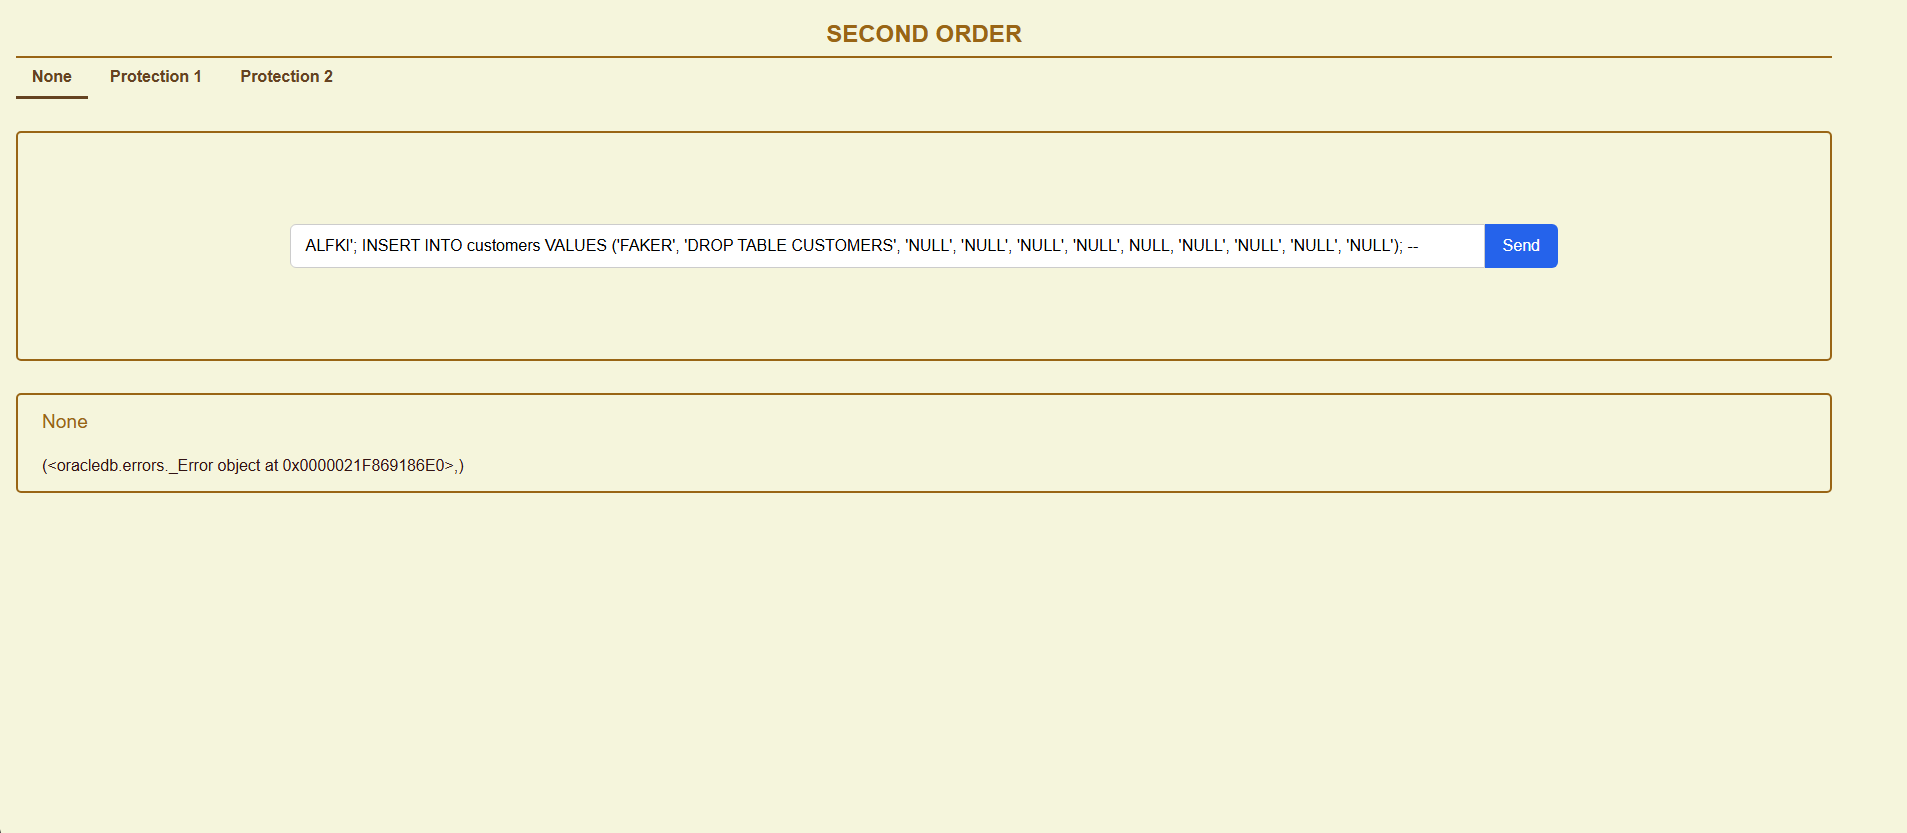 SECOND ORDER
None Protection 1 Protection 2
ALFKI'; INSERT INTO customers VALUES ('FAKER', 'DROP TABLE CUSTOMERS', 'NULL', 'NULL', 'NULL', 'NULL', NULL, 'NULL', 'NULL', 'NULL', 'NULL'); --
Send
None
(<oracledb.errors._Error object at 0x0000021F869186E0>,)